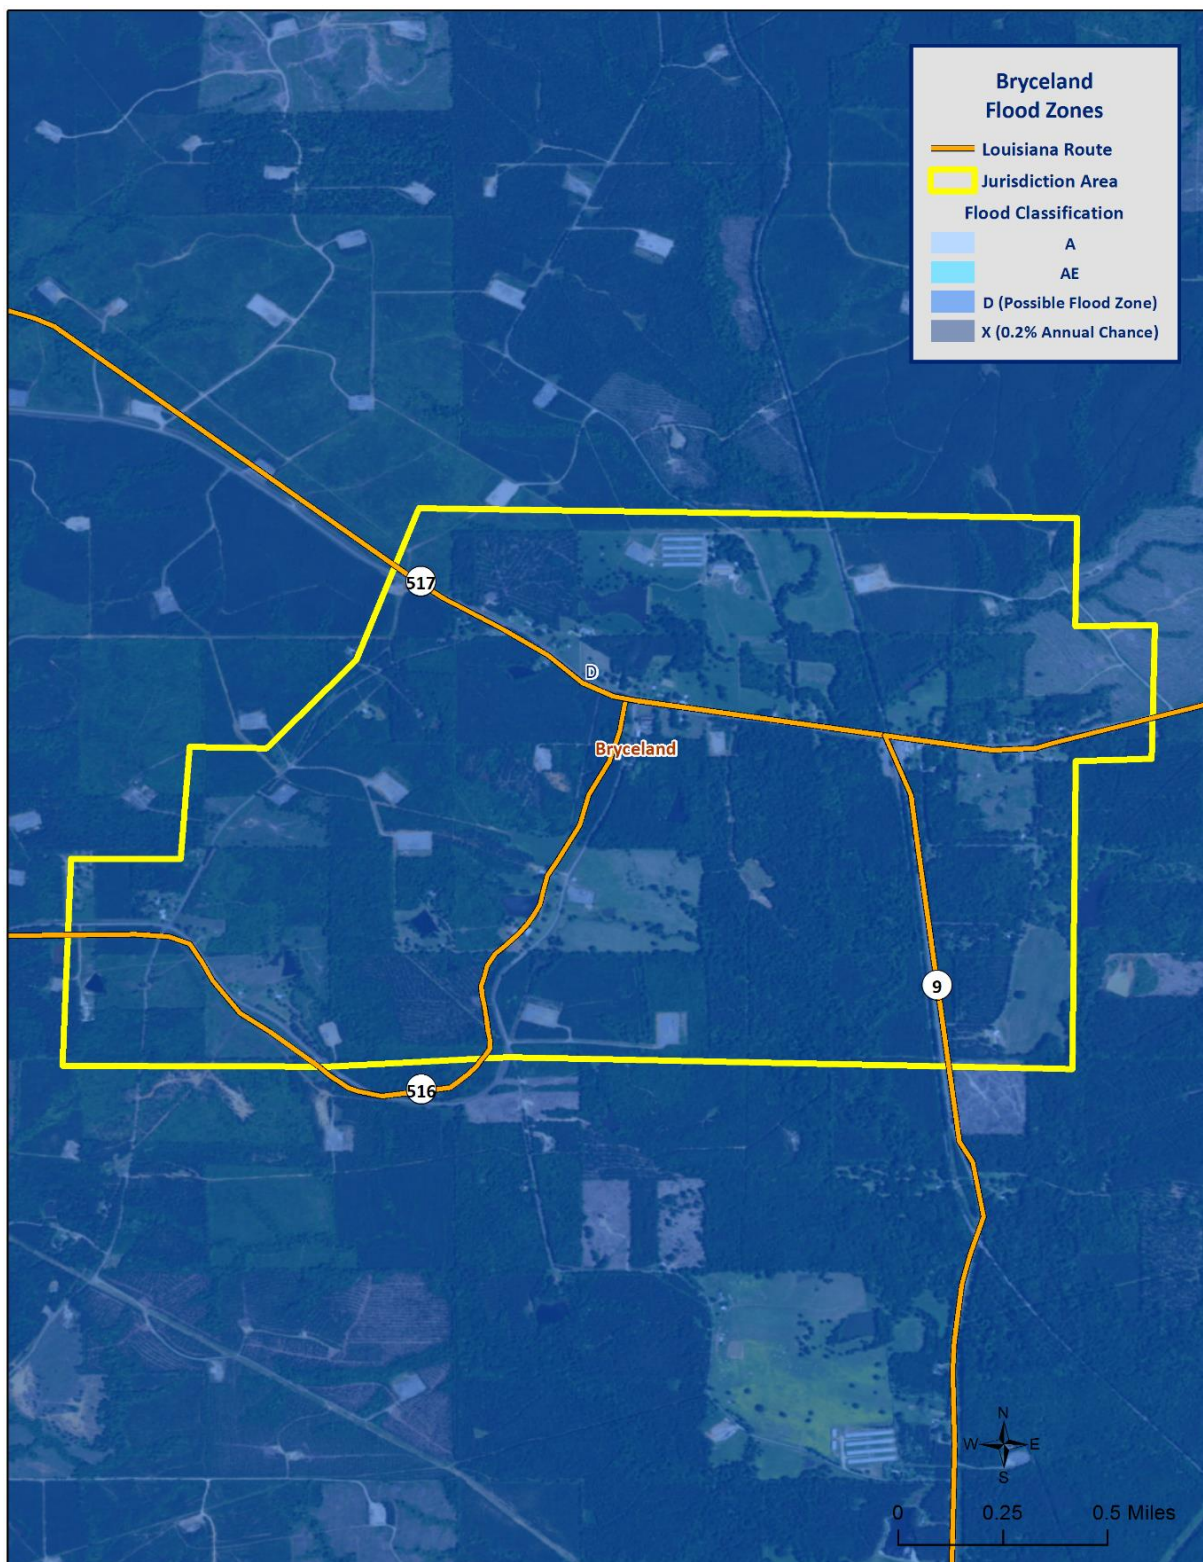 Bryceland
Flood Zones
Louisiana Route
Jurisdiction Area
Flood Classification
A
AE
D (Possible Flood Zone)
X (0.2% Annual Chance)
517
D
Bryceland
9
516
N
W E
S
0 0.25 0.5 Miles